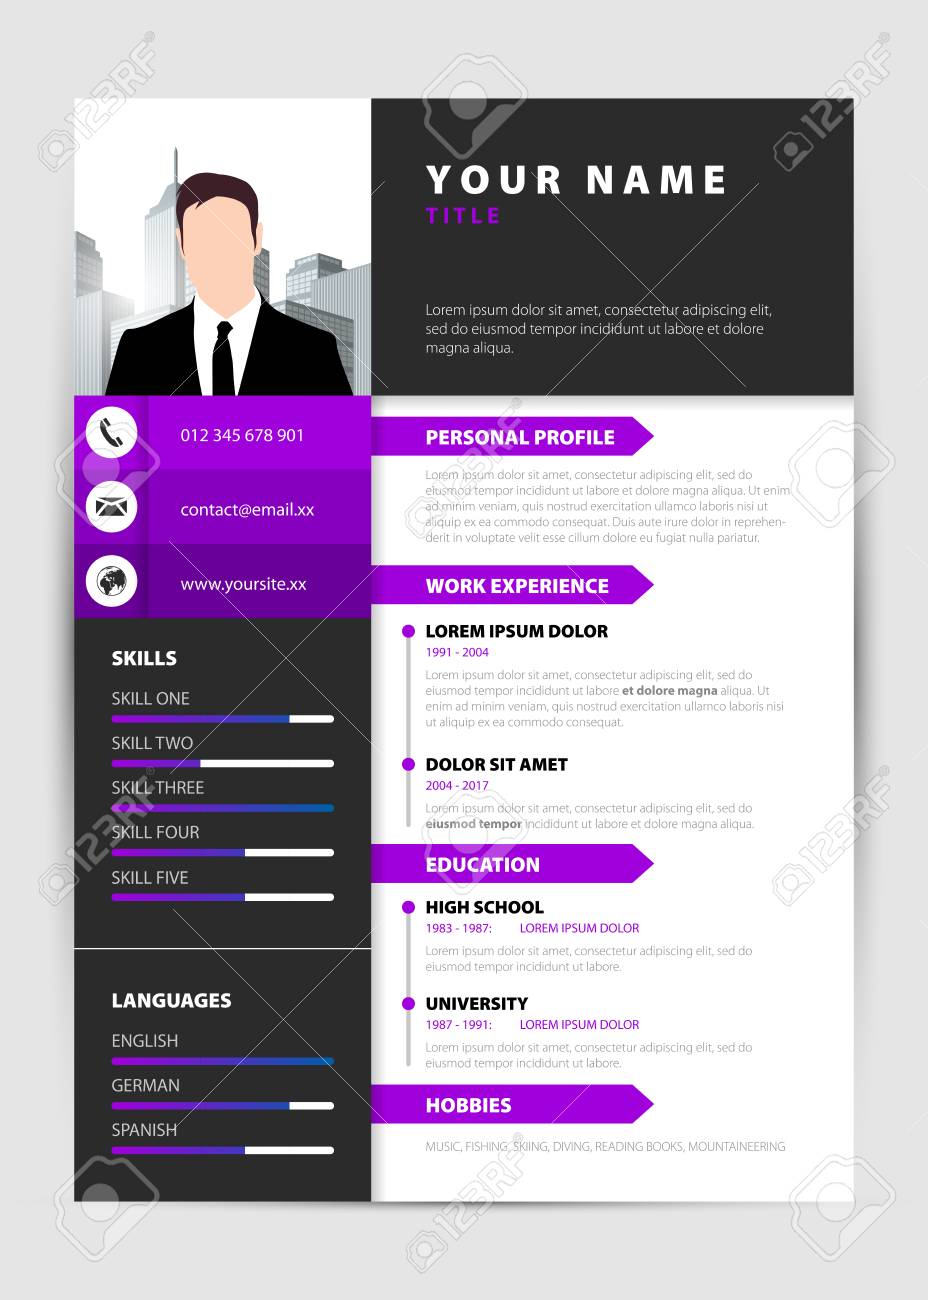 YOUR NAME
TITLE
Lorem ipsum dolor sit amet, consectetur adipiscing elit,
sed do eiusmod tempor incididunt ut labore et dolore
magna aliqua.
012 345 678 901
contact@email.xx
www.yoursite.xx
SKILLS
SKILL ONE
SKILL TWO
SKILL THREE
SKILL FOUR
SKILL FIVE
LANGUAGES
ENGLISH
GERMAN
SPANISH
PERSONAL PROFILE
Lorem ipsum dolor sit amet, consectetur adipiscing elit, sed do
eiusmod tempor incididunt ut labore et dolore magna aliqua. Ut enim
ad minim veniam, quis nostrud exercitation ullamco laboris nisi ut
commodo consequat. Duis aute irure dolor in reprehen-
derit in voluptate velit esse cillum dolore eu fugiat nulla pariatur.
WORK EXPERIENCE
LOREM IPSUM DOLOR
1991 - 2004
Lorem ipsum dolor sit amet, consectetur adipiscing elit, sed do
eiusmod tempor incididunt ut labore et dolore magna aliqua. Ut
enim ad minim veniam, quis nostrud exercitation ullamco laboris nisi
ut aliquip ex ea commodo consequat.
DOLOR SIT AMET
2004 - 2017
Lorem ipsum dolor sit amet, consectetur adipiscing elit, sed do
eiusmod tempor incididunt ut labore et dolore magna aliqua.
EDUCATION
HIGH SCHOOL
1983 - 1987: LOREM IPSUM DOLOR
Lorem ipsum dolor sit amet, consectetur adipiscing elit, sed do
eiusmod tempor incididunt ut labore.
UNIVERSITY
1987 - 1991: LOREM IPSUM DOLOR
Lorem ipsum dolor sit amet, consectetur adipiscing elit, sed do
eiusmod tempor incididunt ut labore.
HOBBIES
MUSIC, FISHING, SKIING, DIVING, READING BOOKS, MOUNTAINEERING
123RF
123RF
123RF
123RF
123RF
123RF
123RF
123RF
123RF